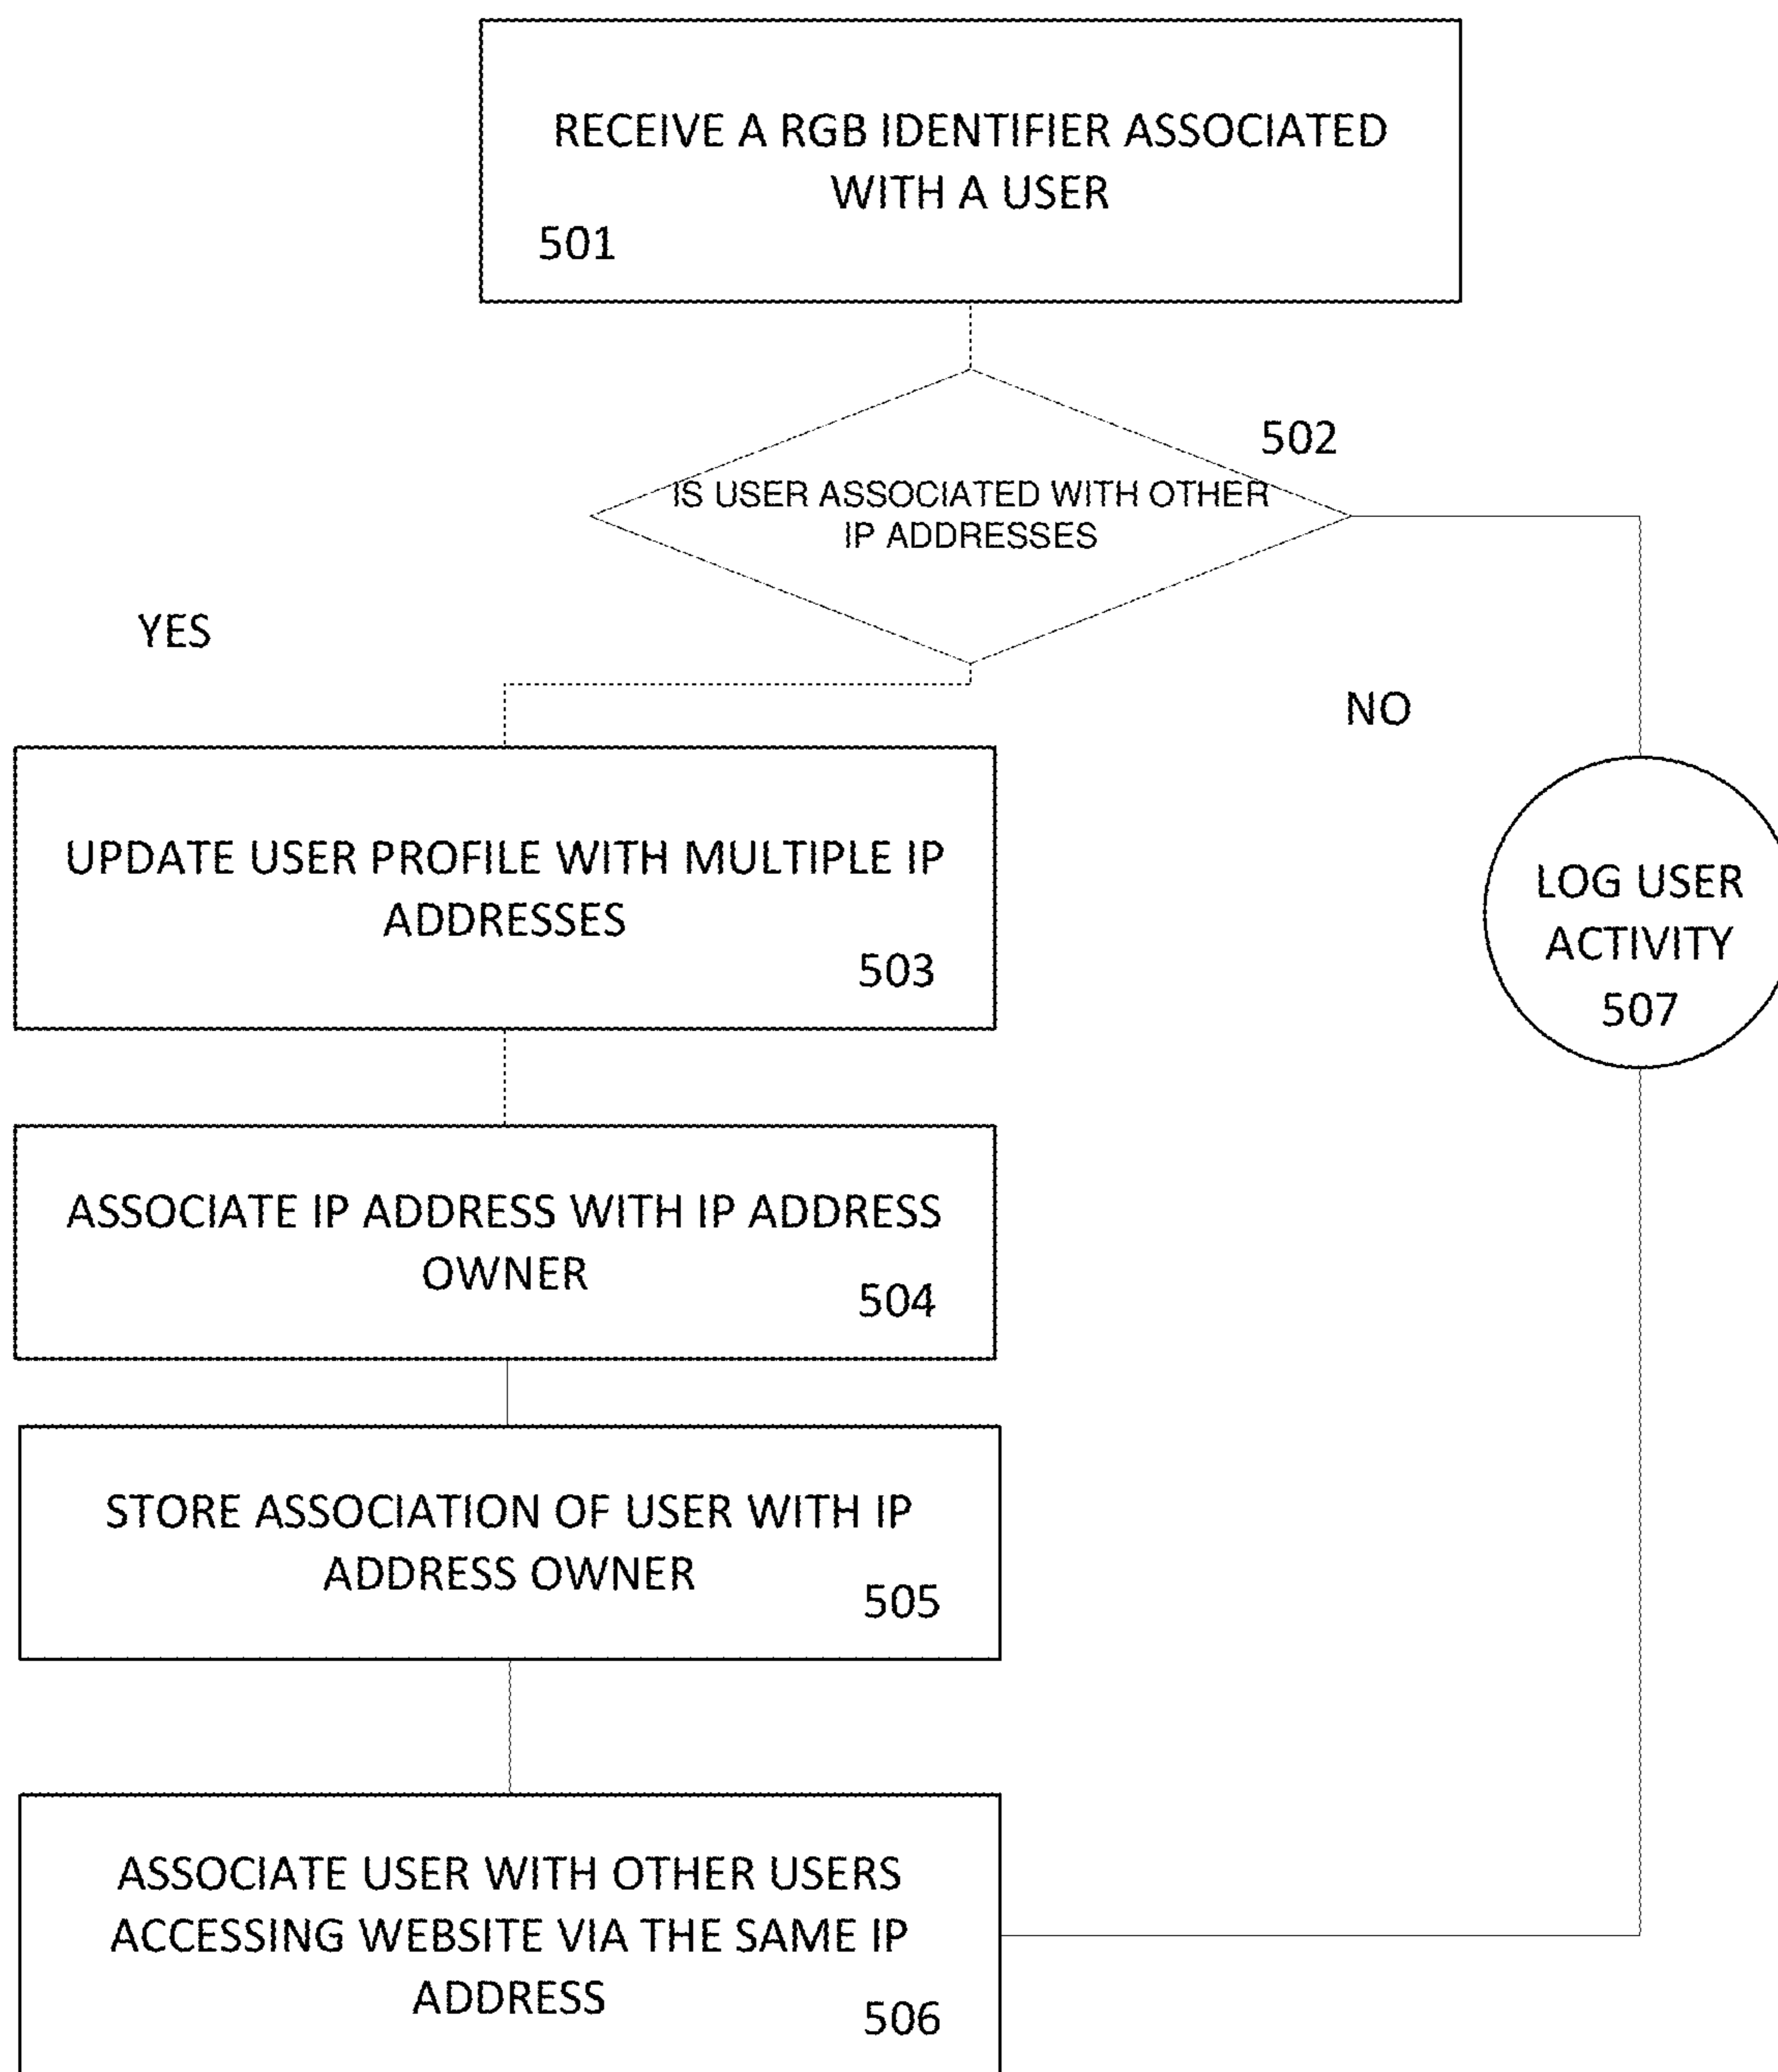 RECEIVE A RGB IDENTIFIER ASSOCIATED
WITH A USER
501
502
IS USER ASSOCIATED WITH OTHER
IP ADDRESSES
YES
NO
UPDATE USER PROFILE WITH MULTIPLE IP
ADDRESSES
503
LOG USER
ACTIVITY
507
ASSOCIATE IP ADDRESS WITH IP ADDRESS
OWNER
504
STORE ASSOCIATION OF USER WITH IP
ADDRESS OWNER
505
ASSOCIATE USER WITH OTHER USERS
ACCESSING WEBSITE VIA THE SAME IP
ADDRESS
506